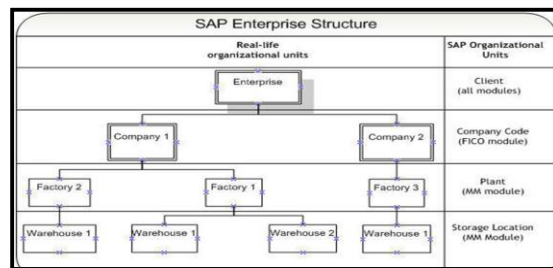 SAP Enterprise Structure
Real-life
organizational units
SAP Organizational
Units
Enterprise
Client
(all modules)
Company 1
Company 2
Company Code
(FICO module)
Factory 2
Factory 1
Factory 3
Plant
(MM module)
Warehouse 1
Warehouse 1
Warehouse 2
Warehouse 1
Storage Location
(MM Module)